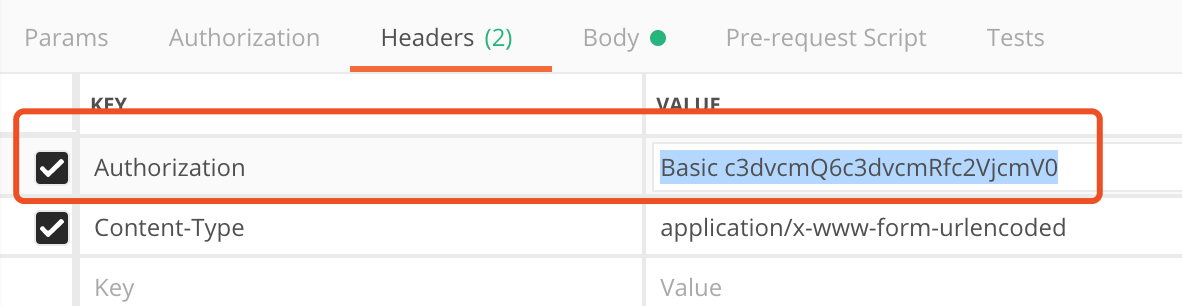 Params Authorization Headers (2) Body Pre-request Script Tests
KEY VALUE
Authorization Basic c3dvcmQ6c3dvcmRfc2VjcmV0
Content-Type application/x-www-form-urlencoded
Key Value